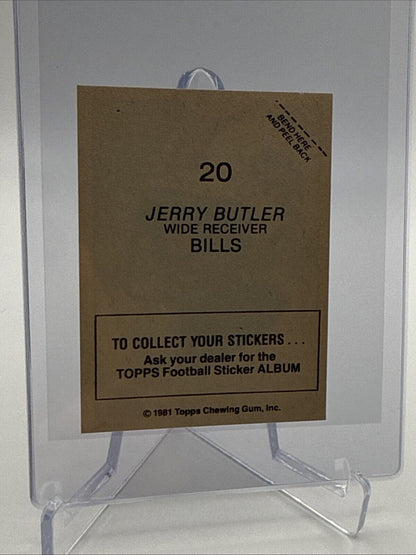 BEND HERE
AND PEEL BACK
20
JERRY BUTLER
WIDE RECEIVER
BILLS
TO COLLECT YOUR STICKERS...
Ask your dealer for the
TOPPS Football Sticker ALBUM
© 1981 Topps Chewing Gum, Inc.